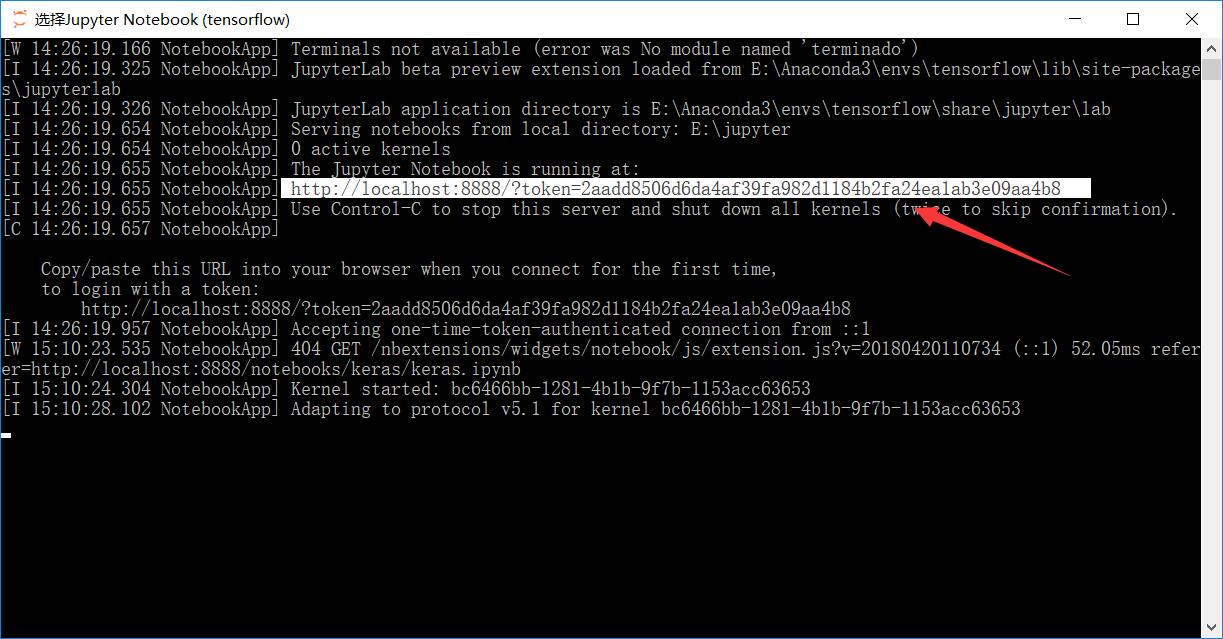 选择Jupyter Notebook (tensorflow)
[W 14:26:19.166 NotebookApp] Terminals not available (error was No module named 'terminado')
[I 14:26:19.325 NotebookApp] JupyterLab beta preview extension loaded from E:\Anaconda3\envs\tensorflow\lib\site-package
s\jupyterlab
[I 14:26:19.326 NotebookApp] JupyterLab application directory is E:\Anaconda3\envs\tensorflow\share\jupyter\lab
[I 14:26:19.654 NotebookApp] Serving notebooks from local directory: E:\jupyter
[I 14:26:19.654 NotebookApp] 0 active kernels
[I 14:26:19.655 NotebookApp] The Jupyter Notebook is running at:
[I 14:26:19.655 NotebookApp] http://localhost:8888/?token=2aadd8506d6da4af39fa982d1184b2fa24ea1ab3e09aa4b8
[I 14:26:19.655 NotebookApp] Use Control-C to stop this server and shut down all kernels (twice to skip confirmation).
[C 14:26:19.657 NotebookApp]
Copy/paste this URL into your browser when you connect for the first time,
to login with a token:
http://localhost:8888/?token=2aadd8506d6da4af39fa982d1184b2fa24ea1ab3e09aa4b8
[I 14:26:19.957 NotebookApp] Accepting one-time-token-authenticated connection from ::1
[W 15:10:23.535 NotebookApp] 404 GET /nbextensions/widgets/notebook/js/extension.js?v=20180420110734 (::1) 52.05ms refer
er=http://localhost:8888/notebooks/keras/keras.ipynb
[I 15:10:24.304 NotebookApp] Kernel started: bc6466bb-1281-4b1b-9f7b-1153acc63653
[I 15:10:28.102 NotebookApp] Adapting to protocol v5.1 for kernel bc6466bb-1281-4b1b-9f7b-1153acc63653